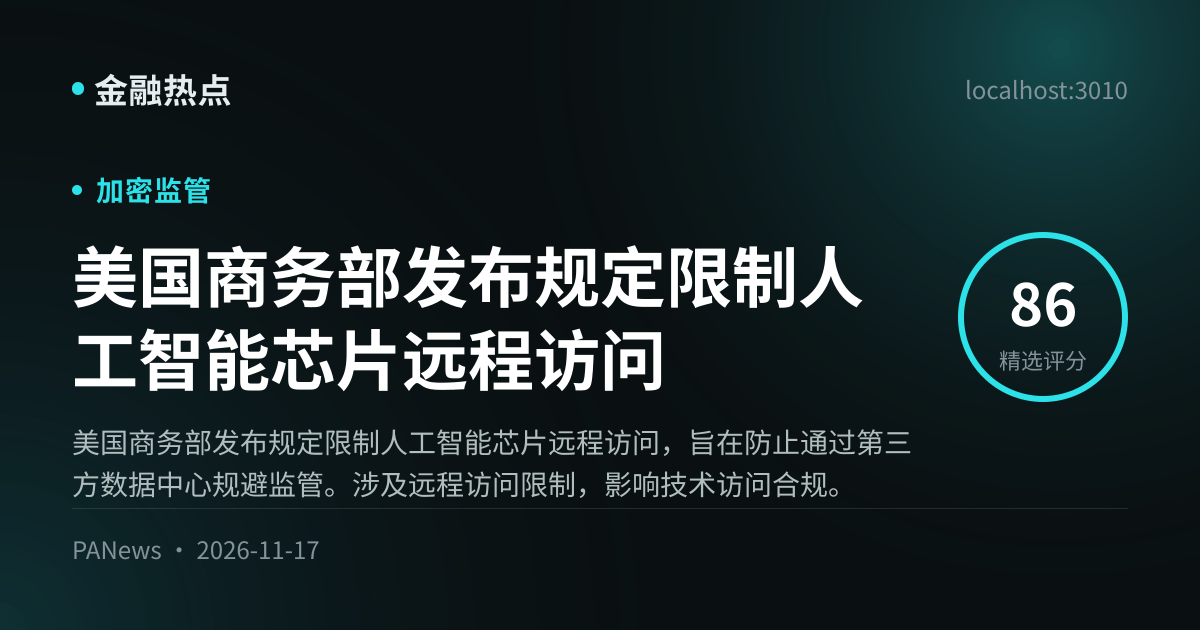 金融热点
localhost:3010
加密监管
美国商务部发布规定限制人
工智能芯片远程访问
86
精选评分
美国商务部发布规定限制人工智能芯片远程访问，旨在防止通过第三
方数据中心规避监管。涉及远程访问限制，影响技术访问合规。
PANews • 2026-11-17